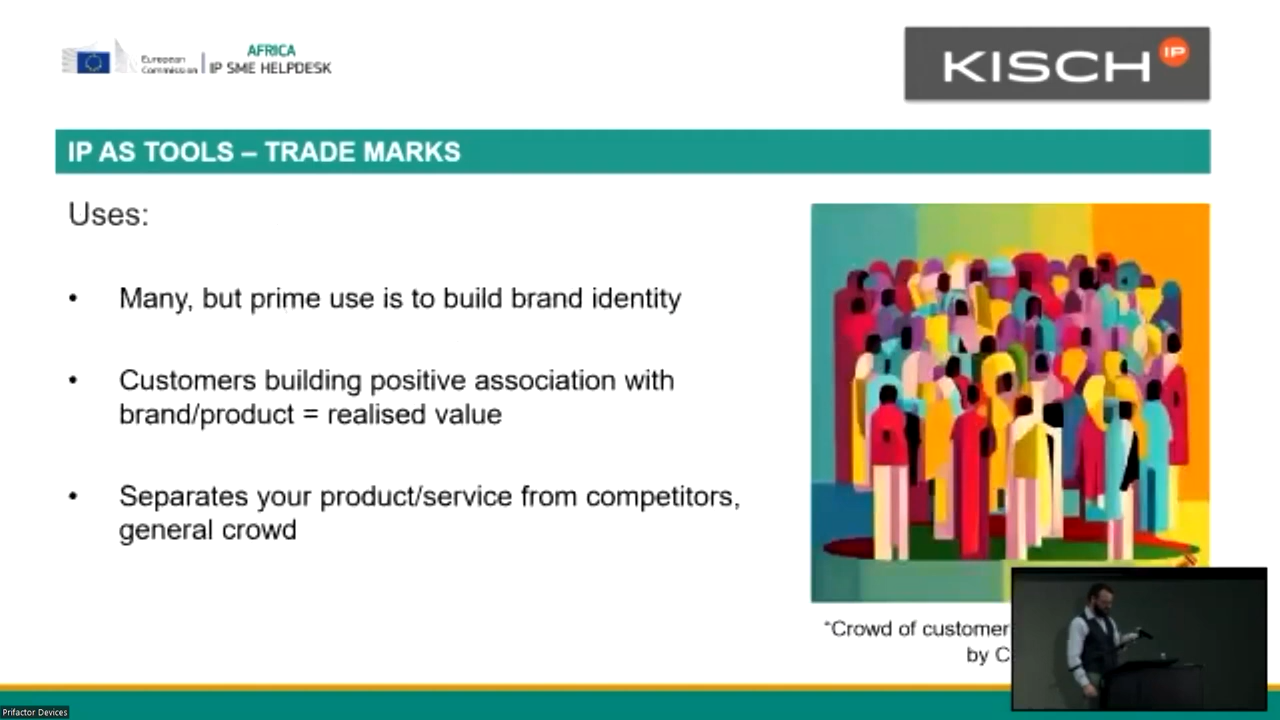 European
Commission
AFRICA
IP SME HELPDESK
KISCH IP
IP AS TOOLS – TRADE MARKS
Uses:
• Many, but prime use is to build brand identity
• Customers building positive association with
brand/product = realised value
• Separates your product/service from competitors,
general crowd
“Crowd of customer
by C
Prifactor Devices